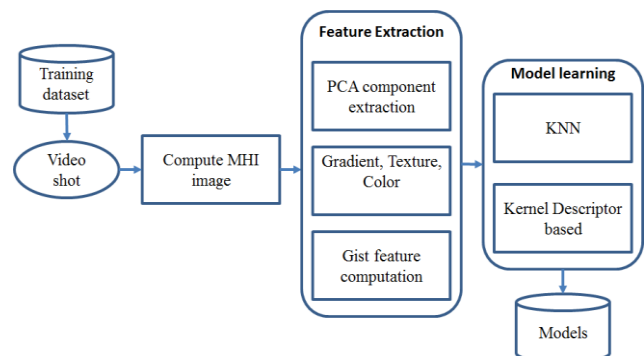 Training
dataset
Video
shot
Compute MHI
image
Feature Extraction
PCA component
extraction
Gradient, Texture,
Color
Gist feature
computation
Model learning
KNN
Kernel Descriptor
based
Models